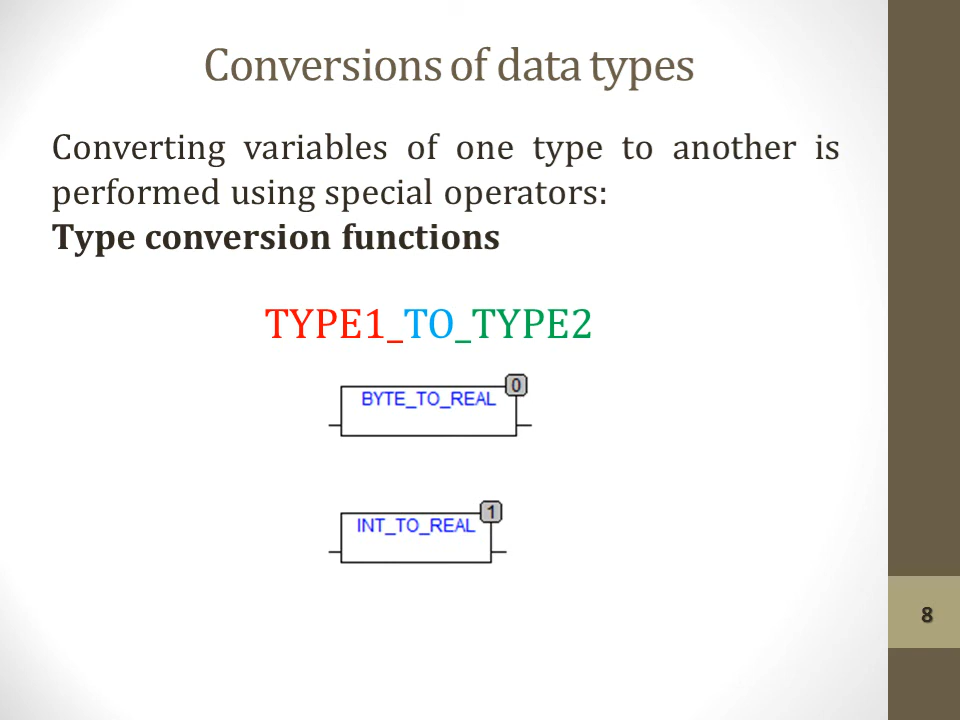 Conversions of data types
Converting variables of one type to another is
performed using special operators:
Type conversion functions
TYPE1_TO_TYPE2
0
BYTE_TO_REAL
1
INT_TO_REAL
8